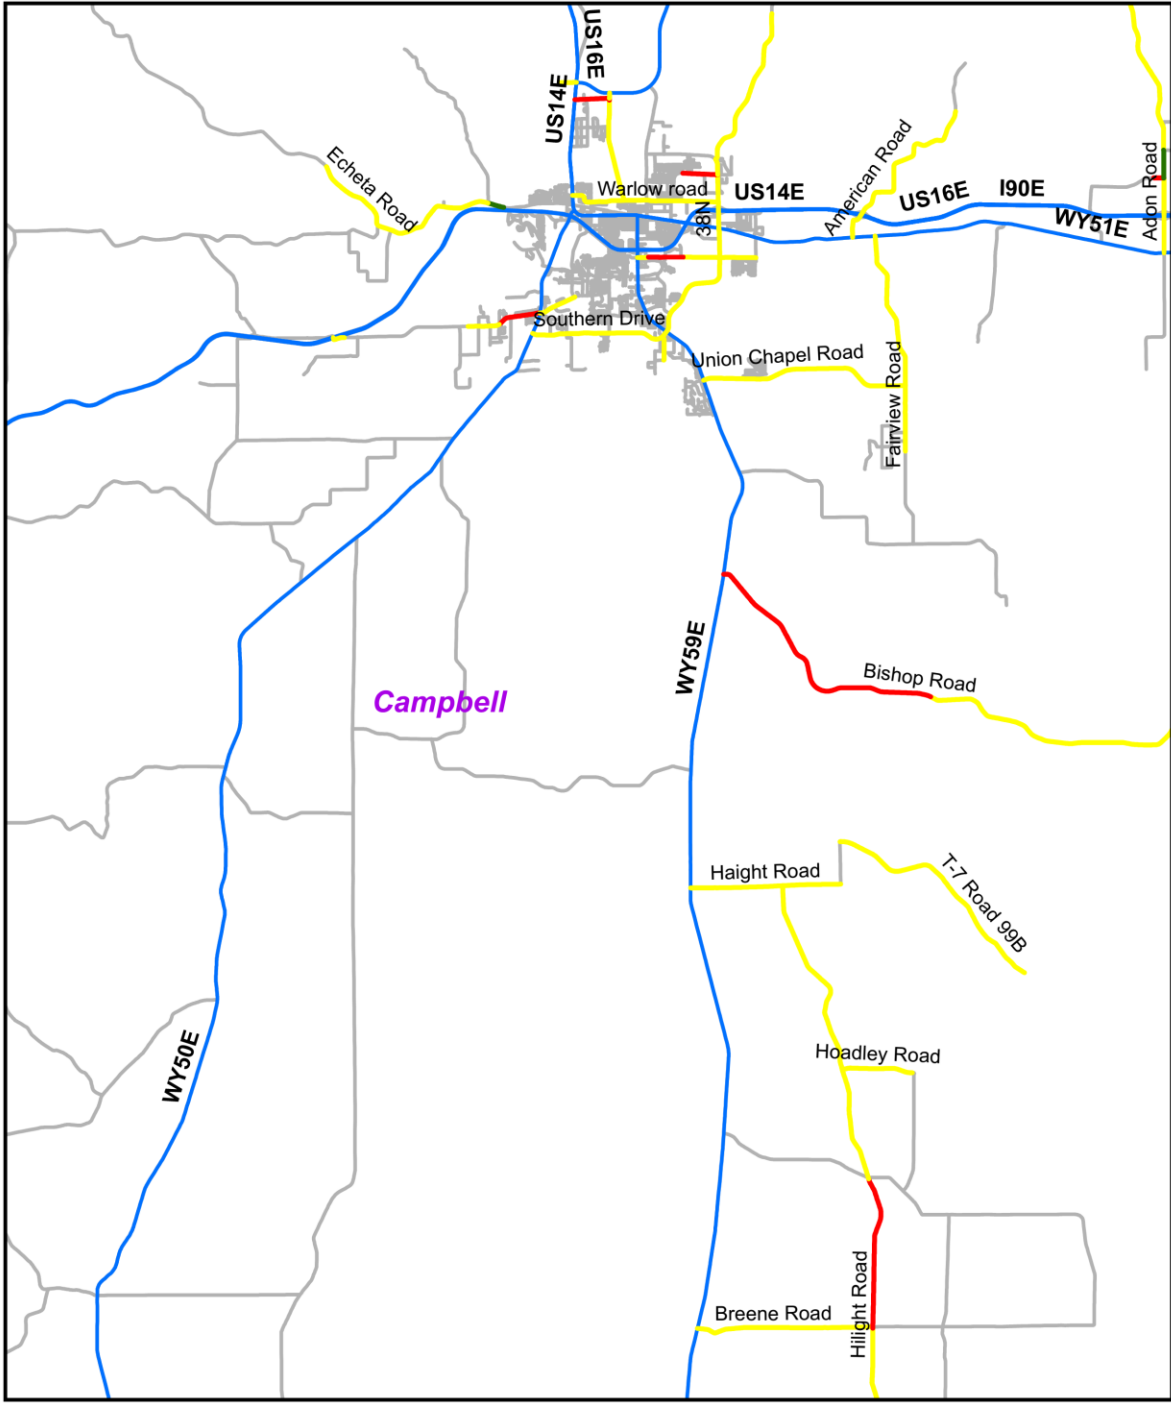 US16E
US14E
Echeta Road
Warlow road
US14E
38N
American Road
US16E
I90E
WY51E
Adon Road
Southern Drive
Union Chapel Road
Fairview Road
WY59E
Bishop Road
Campbell
Haight Road
T-7 Road 99B
WY50E
Hoadley Road
Hilight Road
Breene Road